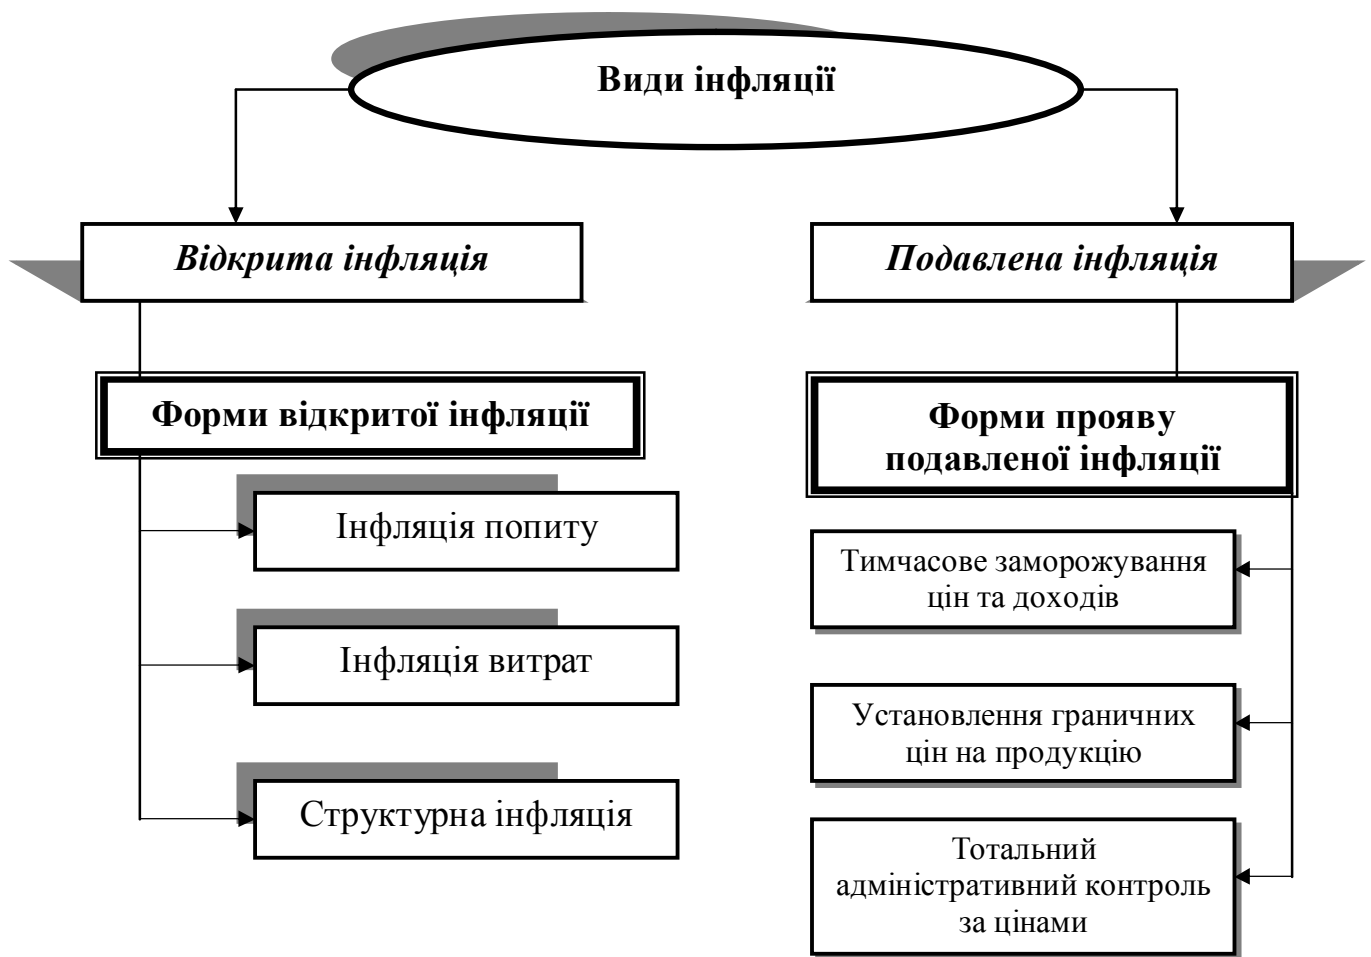 Види інфляції
Відкрита інфляція
Подавлена інфляція
Форми відкритої інфляції
Інфляція попиту
Інфляція витрат
Структурна інфляція
Форми прояву
подавленої інфляції
Тимчасове заморожування
цін та доходів
Установлення граничних
цін на продукцію
Тотальний
адміністративний контроль
за цінами